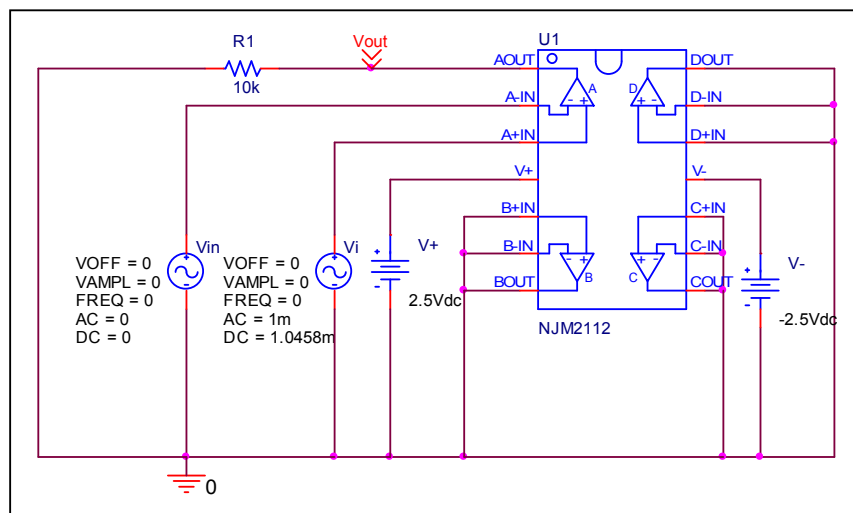 R1
10k
Vout
U1
AOUT
A-IN
A+IN
V+
B+IN
B-IN
BOUT
DOUT
D-IN
D+IN
V-
C+IN
C-IN
COUT
A
D
B
C
- +
+ -
+ -
+ -
NJM2112
Vin
VOFF = 0
VAMPL = 0
FREQ = 0
AC = 0
DC = 0
Vi
VOFF = 0
VAMPL = 0
FREQ = 0
AC = 1m
DC = 1.0458m
V+
2.5Vdc
V-
-2.5Vdc
0